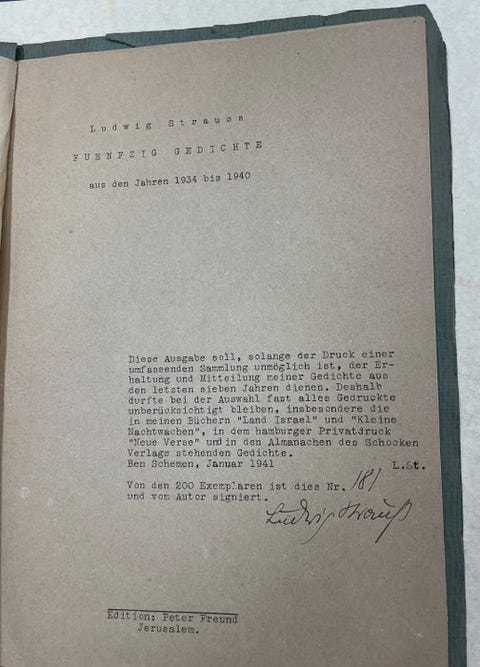 Ludwig Strauss
FUENFZIG GEDICHTE
aus den Jahren 1934 bis 1940
Diese Ausgabe soll, solange der Druck einer
umfassenden Sammlung unmöglich ist, der Er-
haltung und Mitteilung meiner Gedichte aus
den letzten sieben Jahren dienen. Deshalb
durfte bei der Auswahl fast alles Gedruckte
unberücksichtigt bleiben, insbesondere die
in meinen Büchern "Land Israel" und "Kleine
Nachtwachen", in dem hamburger Privatdruck
"Neue Verse" und in den Almanachen des Schocken
Verlags stehenden Gedichte.
Ben Schemen, Januar 1941 L.St.
Von den 200 Exemplaren ist dies Nr. 181
und vom Autor signiert.
Ludwig Strauß
Edition: Peter Freund
Jerusalem.